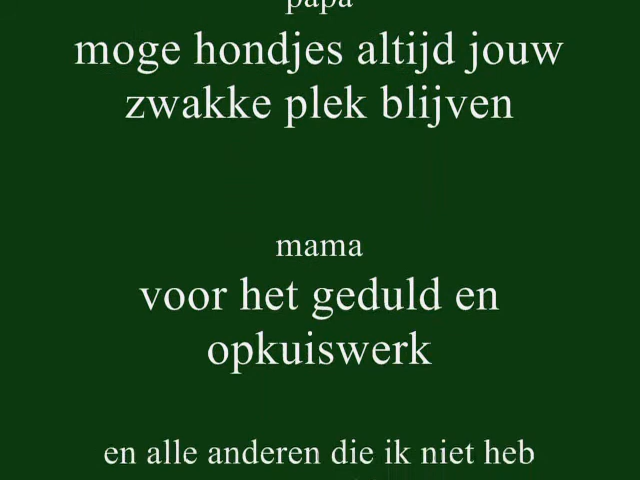 papa
moge hondjes altijd jouw
zwakke plek blijven
mama
voor het geduld en
opkuiswerk
en alle anderen die ik niet heb